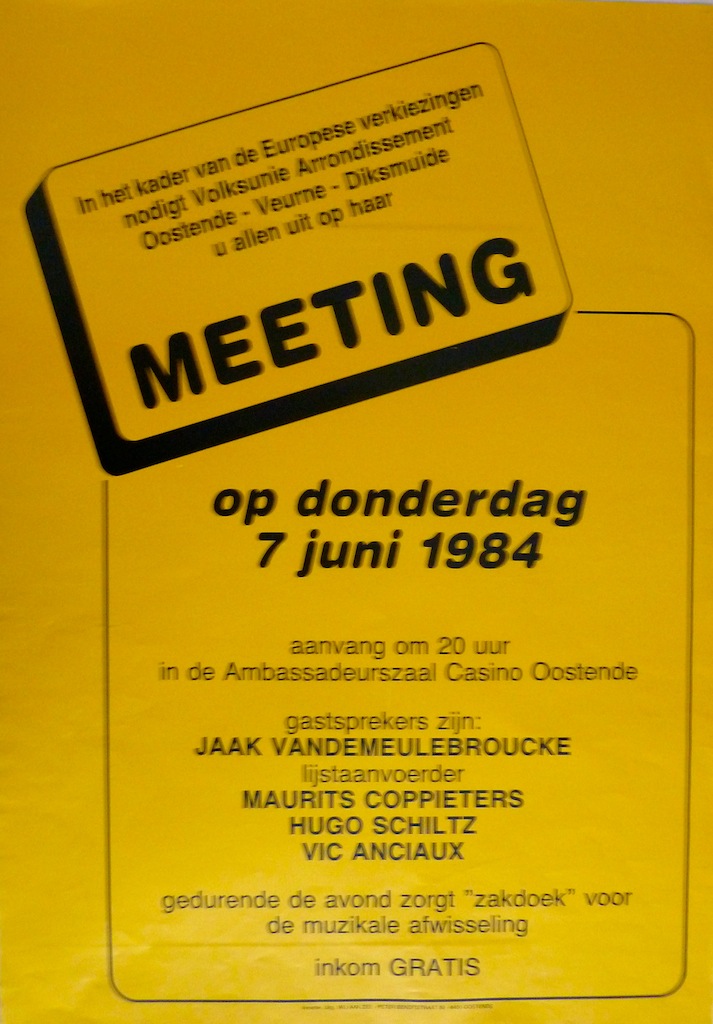 In het kader van de Europese verkiezingen
nodigt Volksunie Arrondissement
Oostende - Veurne - Diksmuide
u allen uit op haar
MEETING
op donderdag
7 juni 1984
aanvang om 20 uur
in de Ambassadeurszaal Casino Oostende
gastsprekers zijn:
JAAK VANDEMEULEBROUCKE
lijstaanvoerder
MAURITS COPPIETERS
HUGO SCHILTZ
VIC ANCIAUX
gedurende de avond zorgt "zakdoek" voor
de muzikale afwisseling
inkom GRATIS